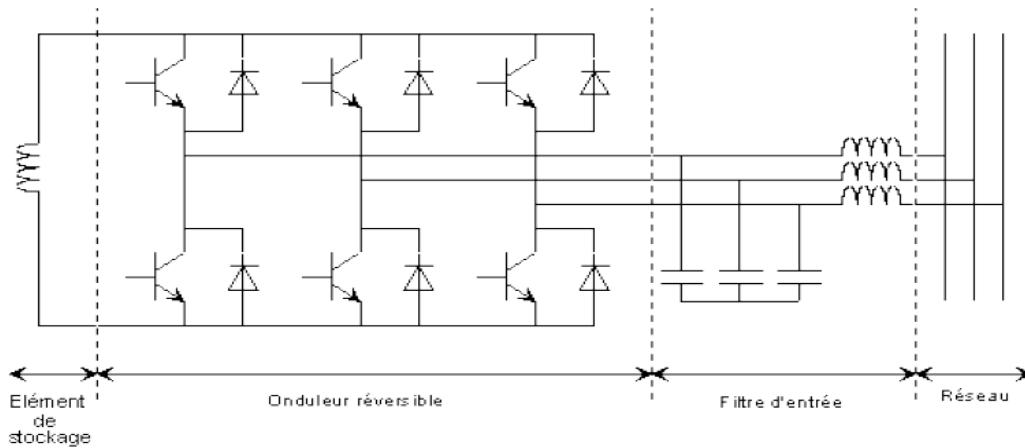 Elément
de
stockage
Onduleur réversible
Filtre d'entrée
Réseau